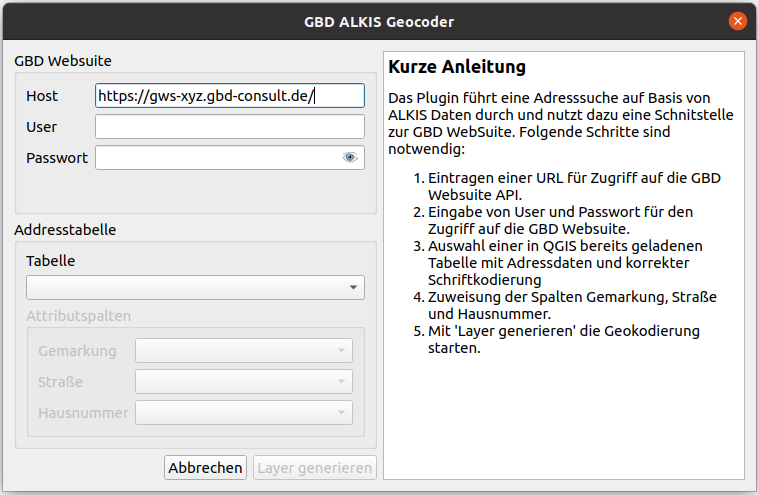 GBD ALKIS Geocoder
GBD Websuite
Host https://gws-xyz.gbd-consult.de/
User
Passwort
Addresstabelle
Tabelle
Attributspalten
Gemarkung
Straße
Hausnummer
Abbrechen Layer generieren
Kurze Anleitung
Das Plugin führt eine Adresssuche auf Basis von
ALKIS Daten durch und nutzt dazu eine Schnitstelle
zur GBD WebSuite. Folgende Schritte sind
notwendig:
1. Eintragen einer URL für Zugriff auf die GBD
Websuite API.
2. Eingabe von User und Passwort für den
Zugriff auf die GBD Websuite.
3. Auswahl einer in QGIS bereits geladenen
Tabelle mit Adressdaten und korrekter
Schriftkodierung
4. Zuweisung der Spalten Gemarkung, Straße
und Hausnummer.
5. Mit 'Layer generieren' die Geokodierung
starten.